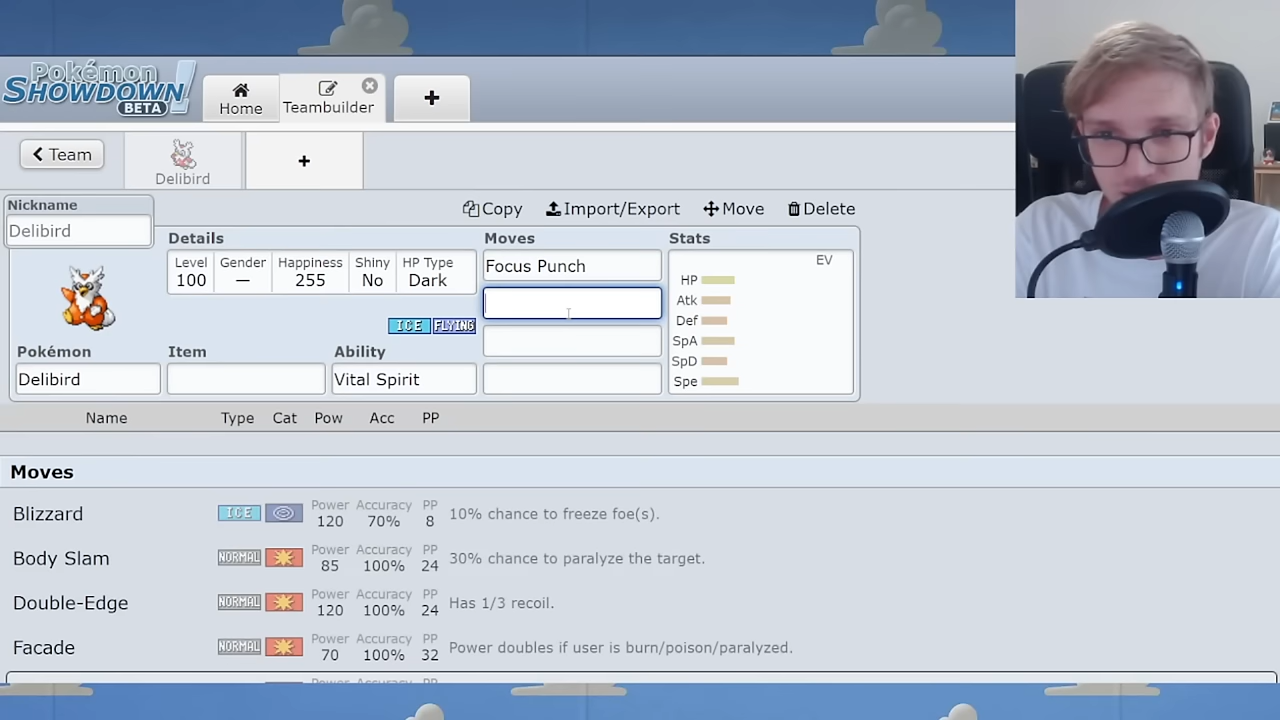 Pokémon
SHOWDOWN!
BETA
Home
Teambuilder
+
< Team
Delibird
+
Nickname
Delibird
Copy
Import/Export
Move
Delete
Details
Level
100
Gender
—
Happiness
255
Shiny
No
HP Type
Dark
ICE
FLYING
Pokémon
Delibird
Item
Ability
Vital Spirit
Moves
Focus Punch
Stats
EV
HP
Atk
Def
SpA
SpD
Spe
Name Type Cat Pow Acc PP
Moves
Blizzard ICE Power 120 Accuracy 70% PP 8 10% chance to freeze foe(s).
Body Slam NORMAL Power 85 Accuracy 100% PP 24 30% chance to paralyze the target.
Double-Edge NORMAL Power 120 Accuracy 100% PP 24 Has 1/3 recoil.
Facade NORMAL Power 70 Accuracy 100% PP 32 Power doubles if user is burn/poison/paralyzed.
Power Accuracy PP